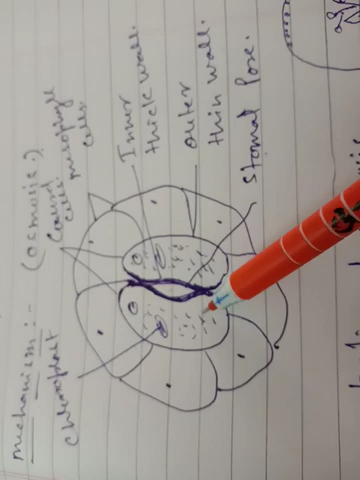 mechanism :- (osmosis.)
Guard
cells
mesophyll
cells.
Chloroplast
Inner
thick wall.
outer
thin wall.
Stomal Pore.